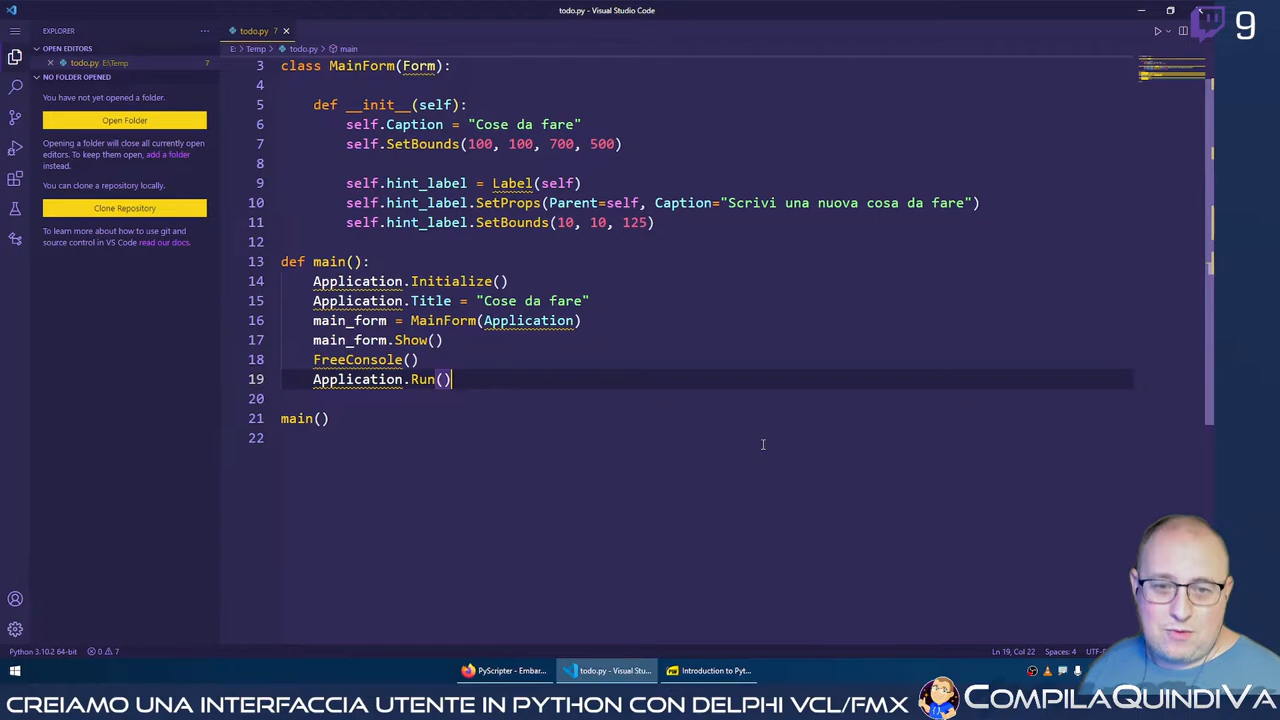 todo.py - Visual Studio Code
9
EXPLORER
OPEN EDITORS
todo.py E:\Temp 7
NO FOLDER OPENED
You have not yet opened a folder.
Open Folder
Opening a folder will close all currently open
editors. To keep them open, add a folder
instead.
You can clone a repository locally.
Clone Repository
To learn more about how to use git and
source control in VS Code read our docs.
todo.py 7
E: > Temp > todo.py > main
3 class MainForm(Form):
4
5 def __init__(self):
6 self.Caption = "Cose da fare"
7 self.SetBounds(100, 100, 700, 500)
8
9 self.hint_label = Label(self)
10 self.hint_label.SetProps(Parent=self, Caption="Scrivi una nuova cosa da fare")
11 self.hint_label.SetBounds(10, 10, 125)
12
13 def main():
14 Application.Initialize()
15 Application.Title = "Cose da fare"
16 main_form = MainForm(Application)
17 main_form.Show()
18 FreeConsole()
19 Application.Run()
20
21 main()
22
Python 3.10.2 64-bit 0 7
Ln 19, Col 22 Spaces: 4
PyScripter - Embar...
todo.py - Visual Stu...
Introduction to Pyt...
CREIAMO UNA INTERFACCIA UTENTE IN PYTHON CON DELPHI VCL/FMX
COMPILAQUINDIVA